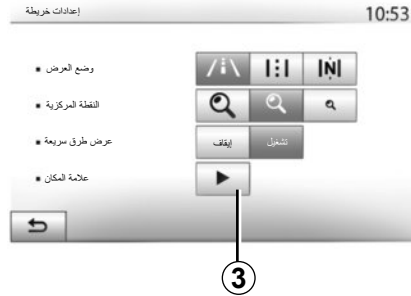 إعدادات خريطة 10:53
وضع العرض
النقطة المركزية
عرض طرق سريعة إيقاف تشغيل
علامة المكان
3